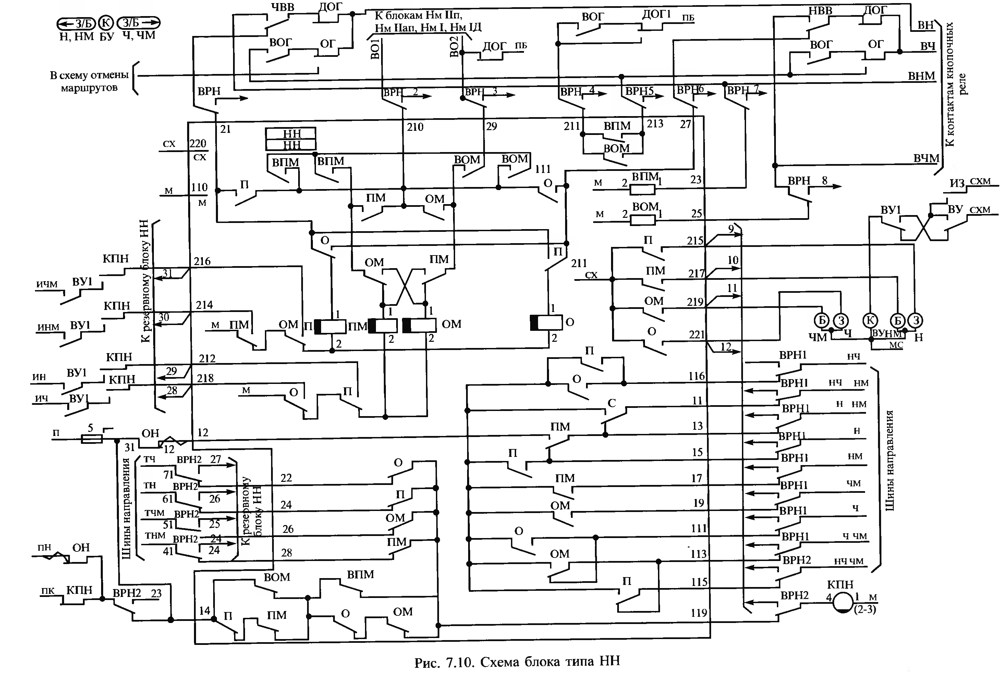 ЧВВ
ДОГ
З/Б
К
З/Б
Н, НМ
БУ
Ч, ЧМ
К блокам Нм IIп,
Нм IIап, Нм I, Нм IД
ВО1
ВО2
ДОГ
ПБ
ВОГ
ОГ
ВОГ
ДОГ1
ПБ
НВВ
ДОГ
ВН
ВОГ
ОГ
ВЧ
ВНМ
В схему отмены
маршрутов
К контактам кнопочных
реле
ВРН
ВРН 2
ВРН 3
ВРН 4
ВРН5
ВРН6
ВРН 7
21
210
29
211
ВПМ
213
27
НН
НН
ВОМ
СХ
220
СХ
ВПМ
ВПМ
ВОМ
ВОМ
111
ВЧМ
М
110
М
П
О
М
2
ВПМ
1
23
ВРН
8
ИЗ
СХМ
ПМ
ОМ
М
2
ВОМ
1
25
ВУ1
ВУ
СХМ
К резервному блоку НН
О
П
211
9
П
215
КПН
216
31
ОМ
ПМ
СХ
10
ПМ
217
ИЧМ
ВУ1
11
ОМ
219
КПН
214
30
ИНМ
ВУ1
М
ПМ
ОМ
П
1
2
ПМ
1
2
ОМ
1
2
О
1
2
О
221
12
Б
З
К
Б
З
ЧМ
Ч
ВУ
НМ
Н
МС
КПН
212
29
ИН
ВУ1
КПН
218
28
ИЧ
ВУ1
М
О
П
П
О
116
ВРН1
НЧ
ВРН1
НЧ НМ
С
11
ВРН1
Н НМ
ПМ
13
ВРН1
Н
П
15
ВРН1
НМ
ПМ
17
ВРН1
ЧМ
ОМ
19
ВРН1
Ч
О
111
ВРН1
Ч ЧМ
ОМ
113
ВРН2
НЧ ЧМ
П
115
ВРН2
КПН
4
1
М
(2-3)
119
Шины направления
П
5
31
ОН
12
12
Шины направления
ТЧ
ВРН2
27
71
ТН
ВРН2
26
61
ТЧМ
ВРН2
25
51
ТНМ
ВРН2
24
41
24
К резервному
блоку НН
22
О
24
П
26
ОМ
28
ПМ
ПН
ОН
ПК
КПН
ВРН2
23
14
ВОМ
ВПМ
П
ПМ
О
ОМ
Рис. 7.10. Схема блока типа НН